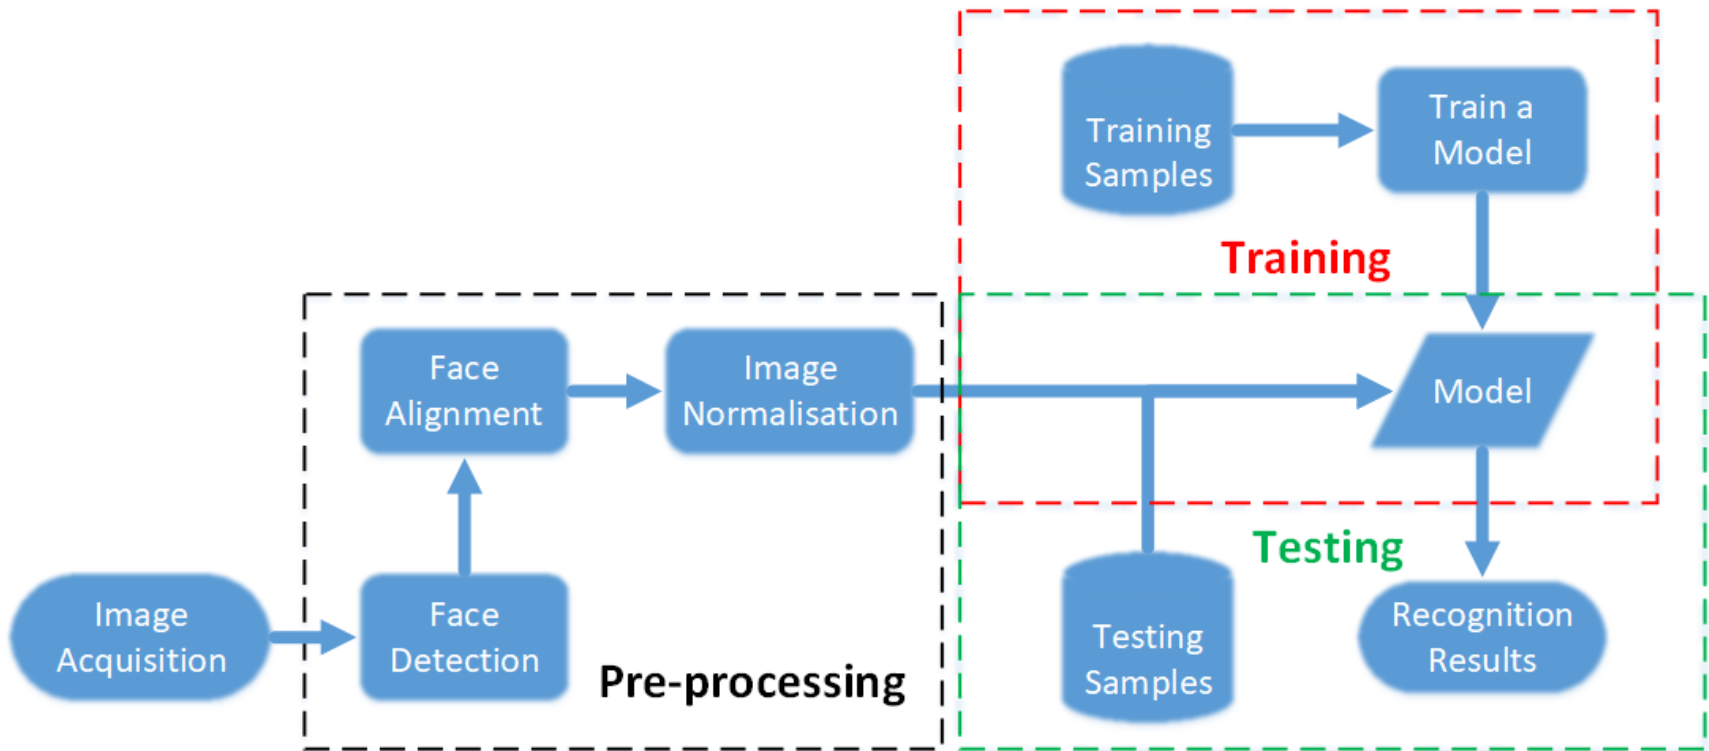 Training
Samples
Train a
Model
Training
Face
Alignment
Image
Normalisation
Model
Testing
Image
Acquisition
Face
Detection
Pre-processing
Testing
Samples
Recognition
Results